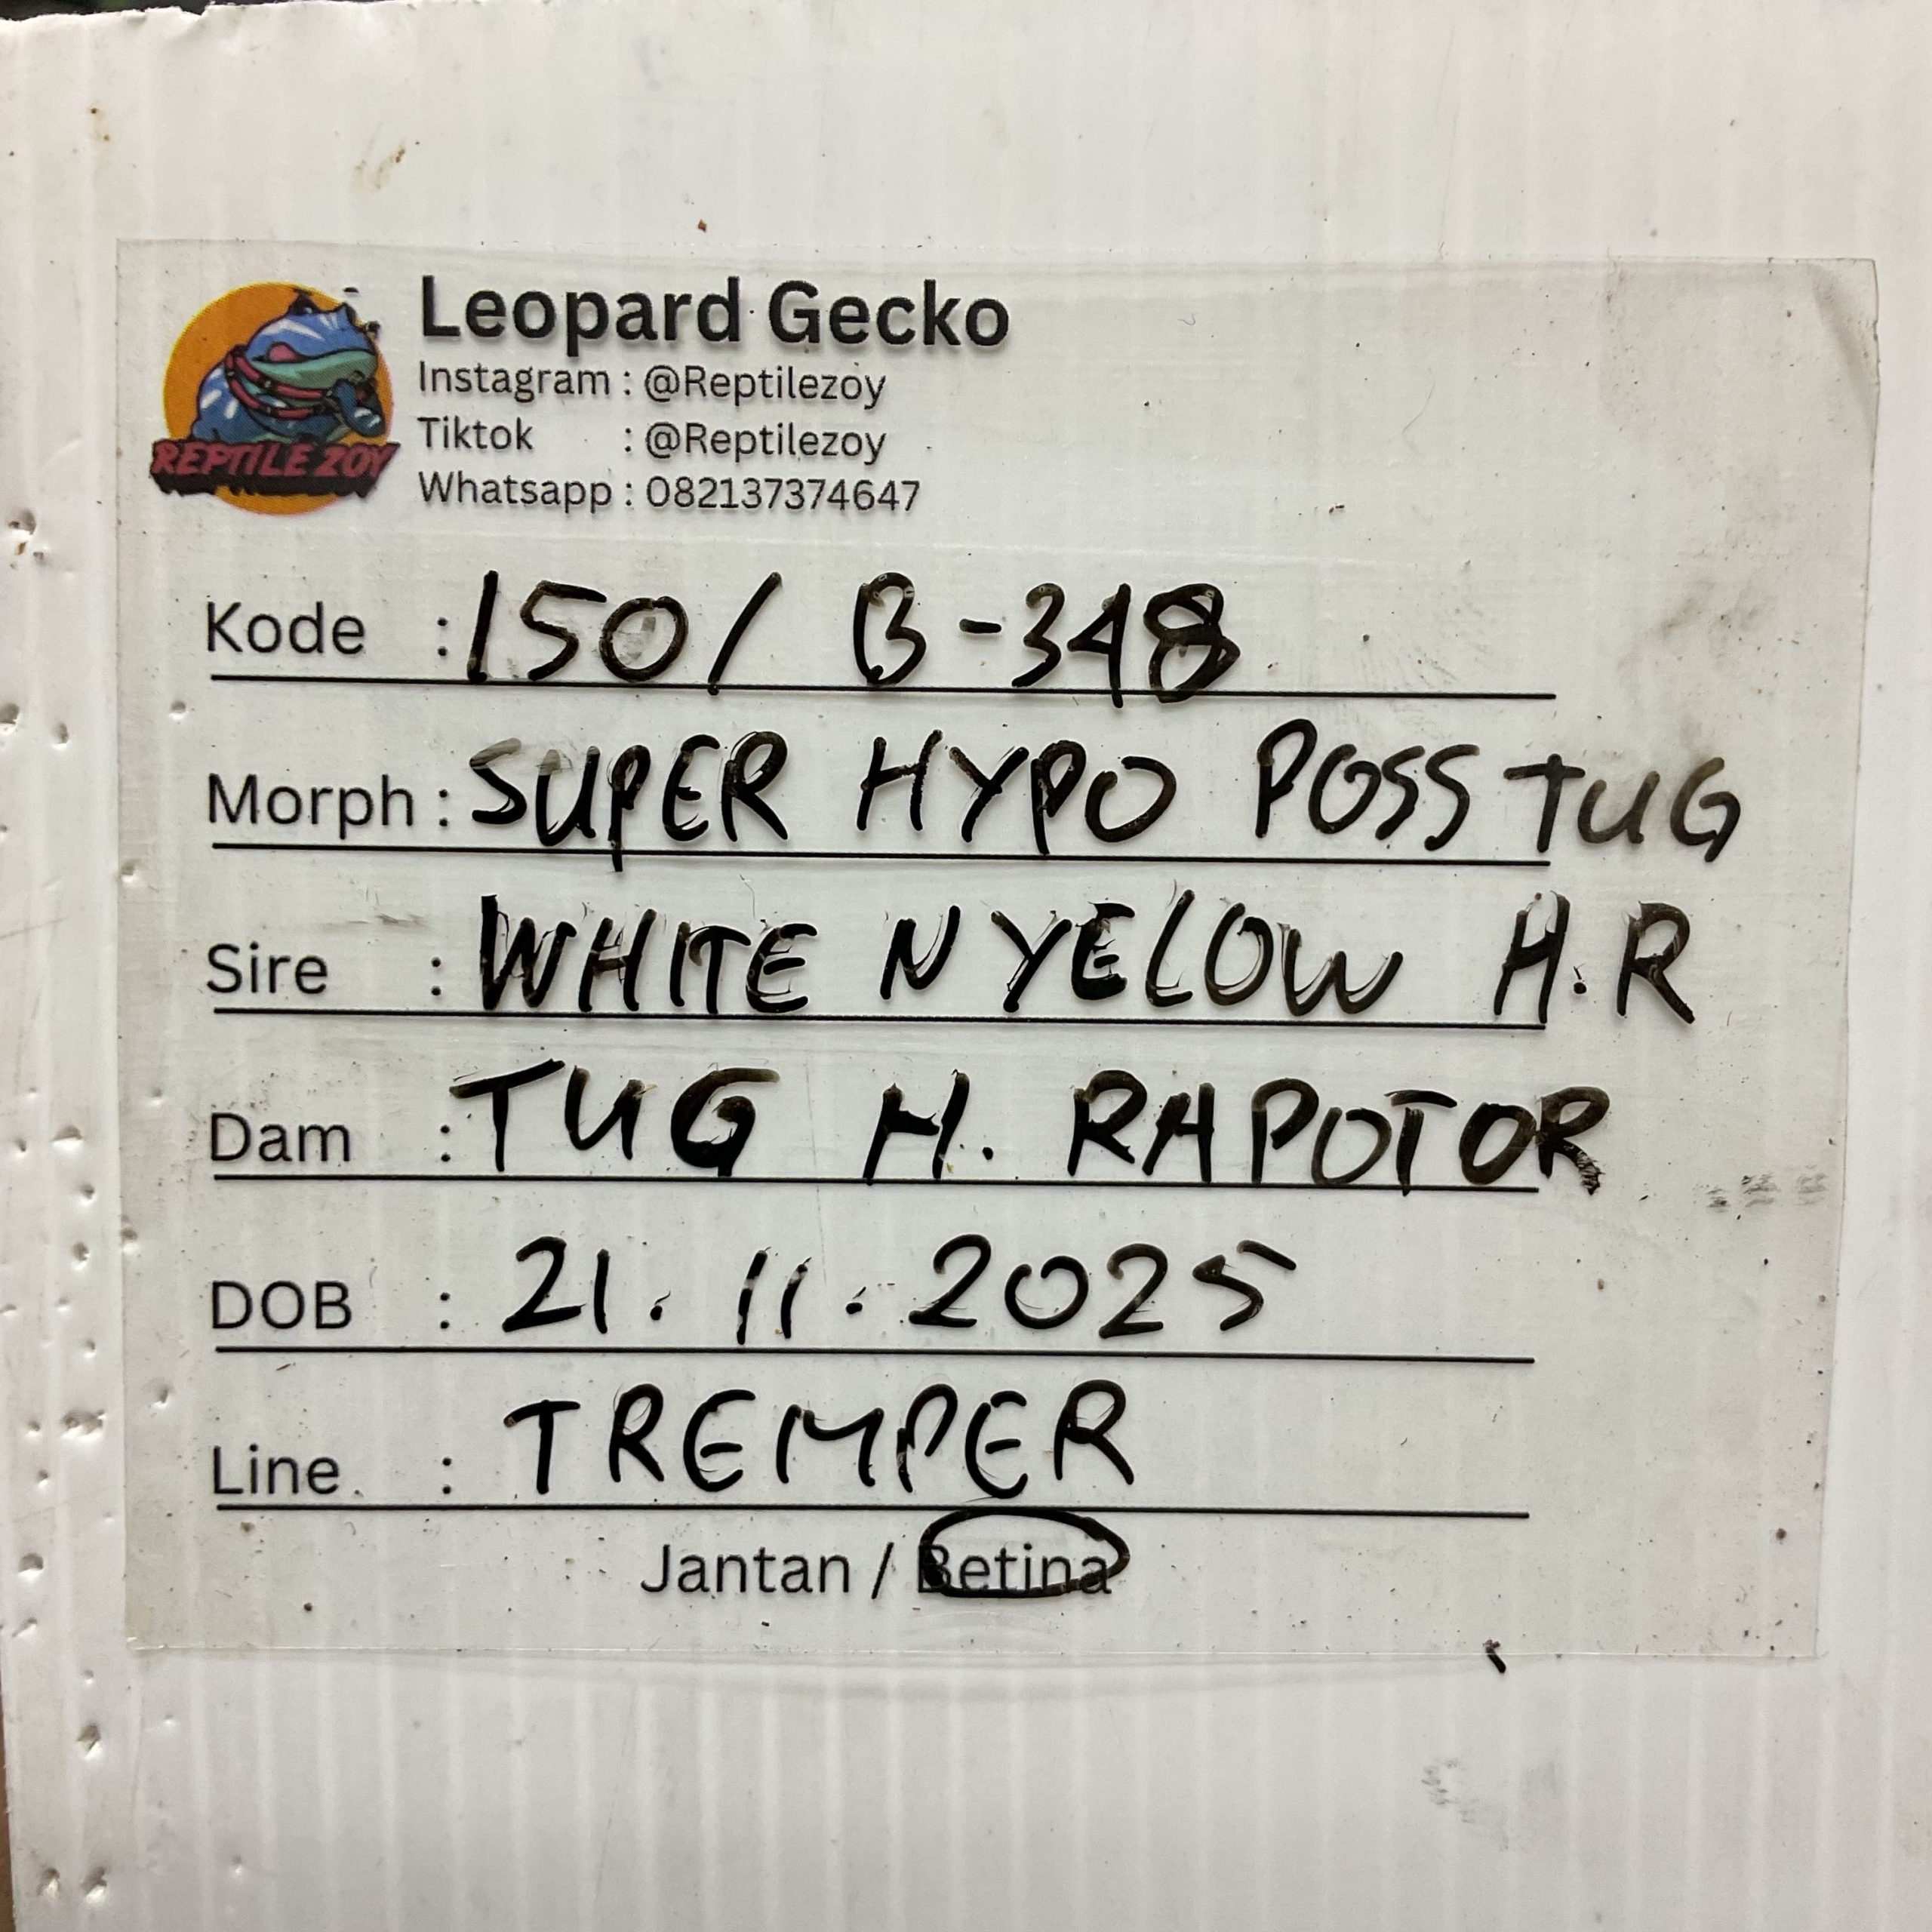 REPTILE ZOY
Leopard Gecko
Instagram : @Reptilezoy
Tiktok : @Reptilezoy
Whatsapp : 082137374647
Kode : 150/ B-348
Morph : SUPER HYPO POSS TUG
Sire : WHITE N YELOW H.R
Dam : TUG H. RAPOTOR
DOB : 21.11.2025
Line : TREMPER
Jantan / Betina